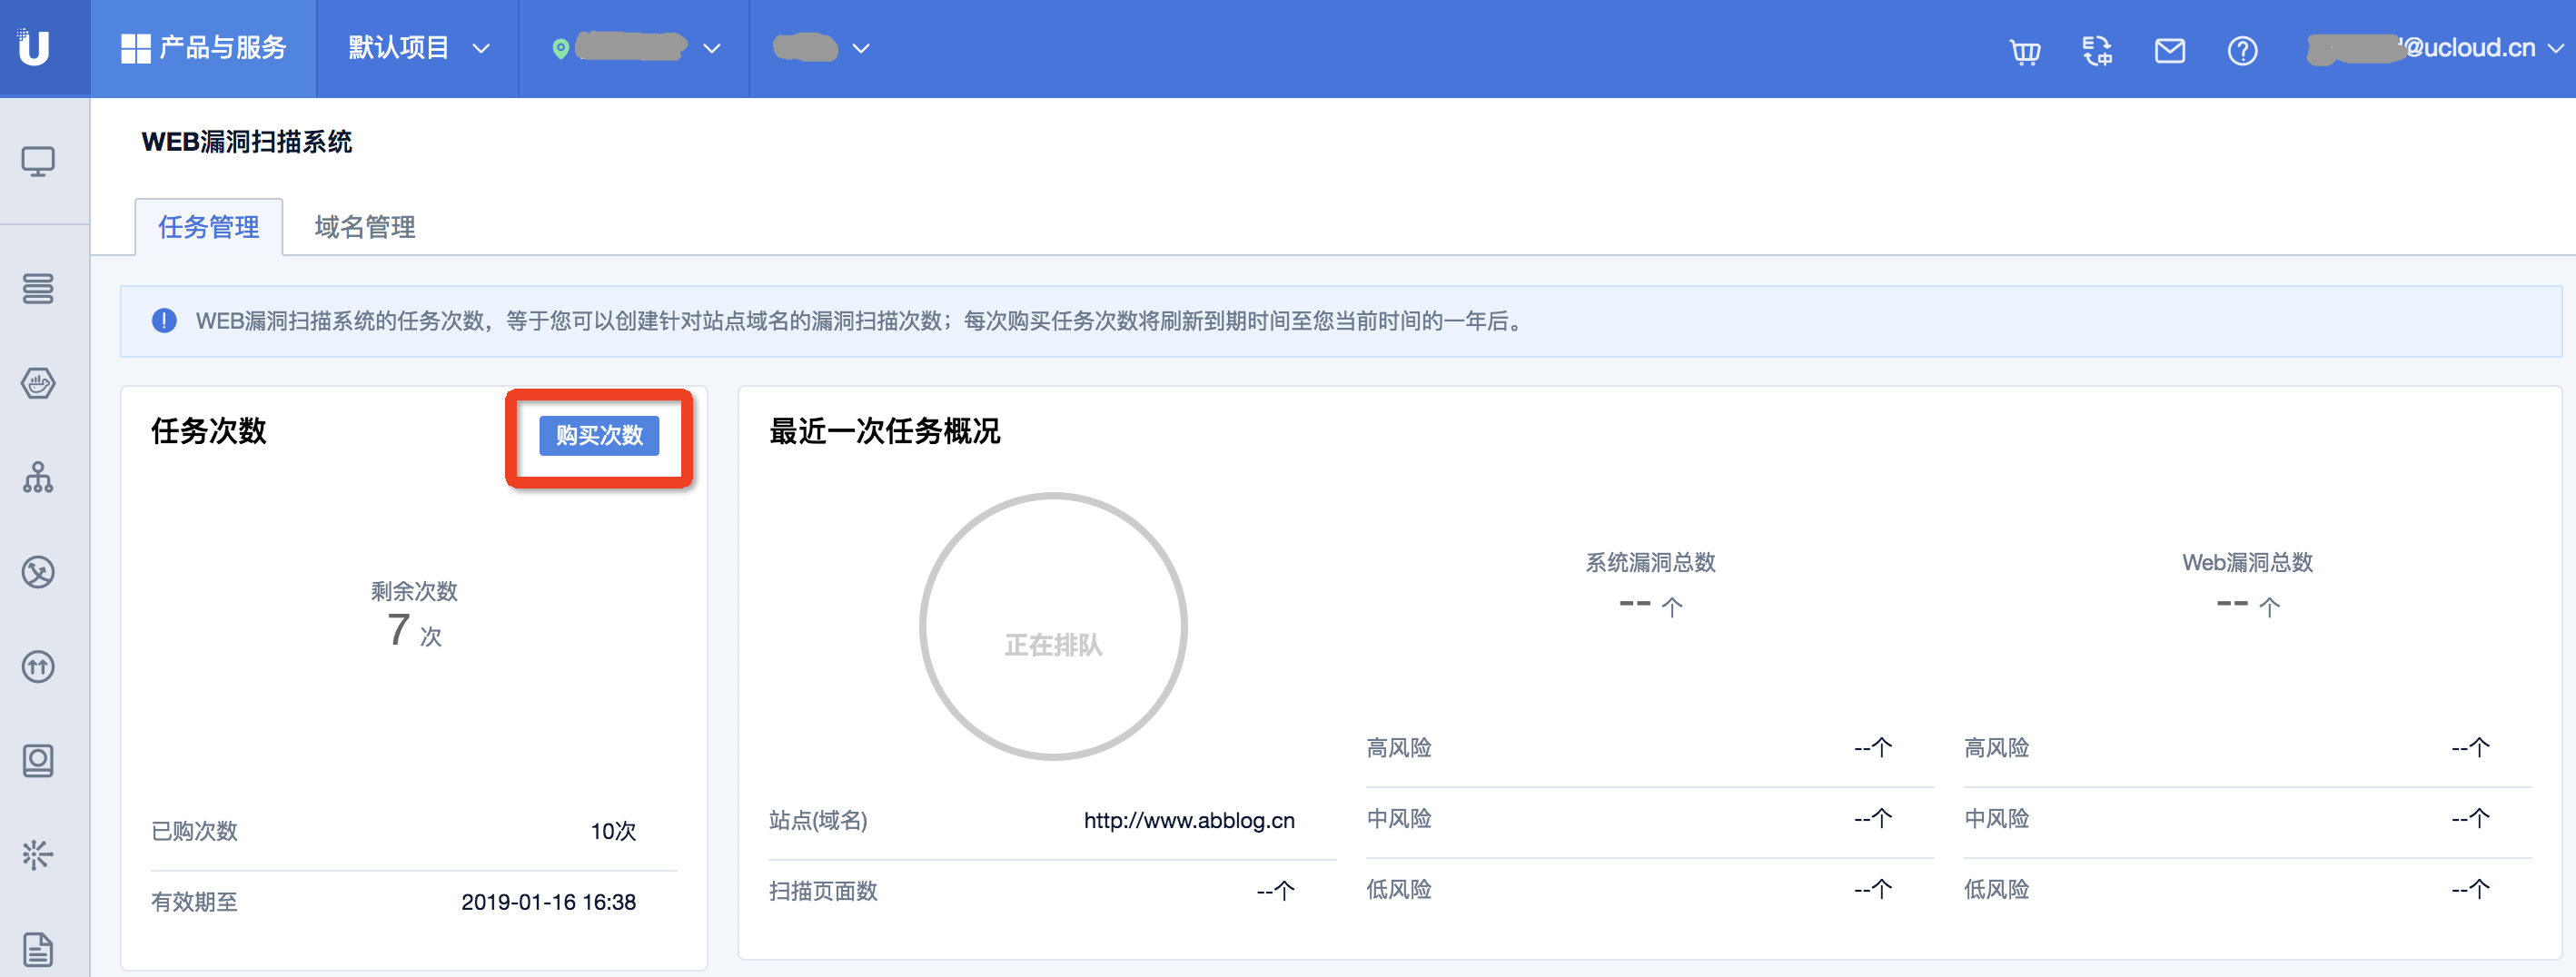 U
产品与服务
默认项目
@ucloud.cn
WEB漏洞扫描系统
任务管理
域名管理
WEB漏洞扫描系统的任务次数，等于您可以创建针对站点域名的漏洞扫描次数；每次购买任务次数将刷新到期时间至您当前时间的一年后。
任务次数
购买次数
剩余次数
7 次
已购次数 10次
有效期至 2019-01-16 16:38
最近一次任务概况
正在排队
站点(域名) http://www.abblog.cn
扫描页面数 --个
系统漏洞总数
-- 个
高风险 --个
中风险 --个
低风险 --个
Web漏洞总数
-- 个
高风险 --个
中风险 --个
低风险 --个